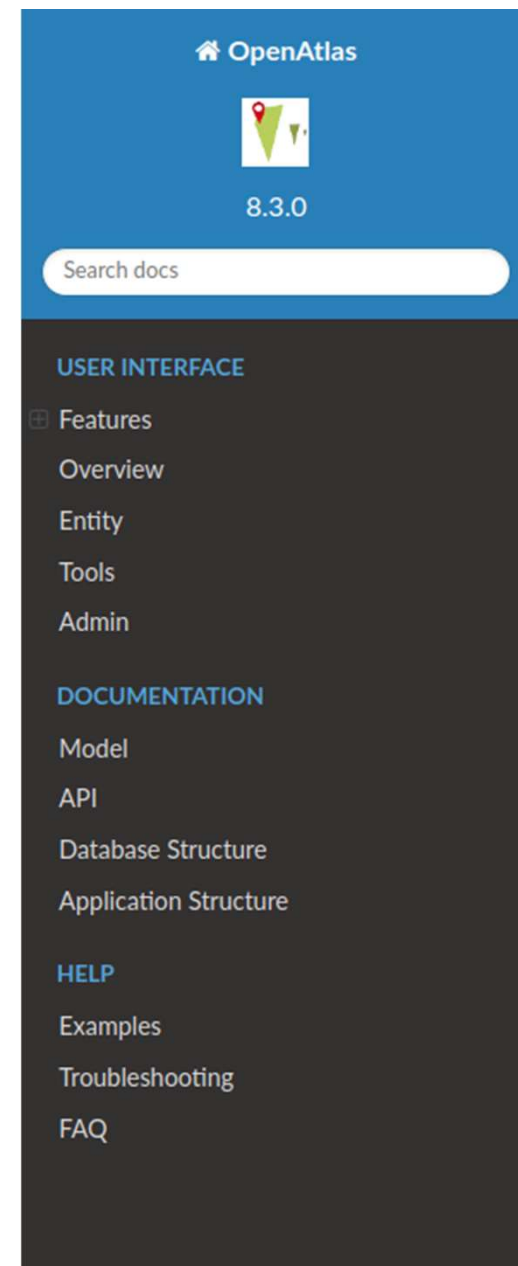 OpenAtlas
8.3.0
Search docs
USER INTERFACE
Features
Overview
Entity
Tools
Admin
DOCUMENTATION
Model
API
Database Structure
Application Structure
HELP
Examples
Troubleshooting
FAQ